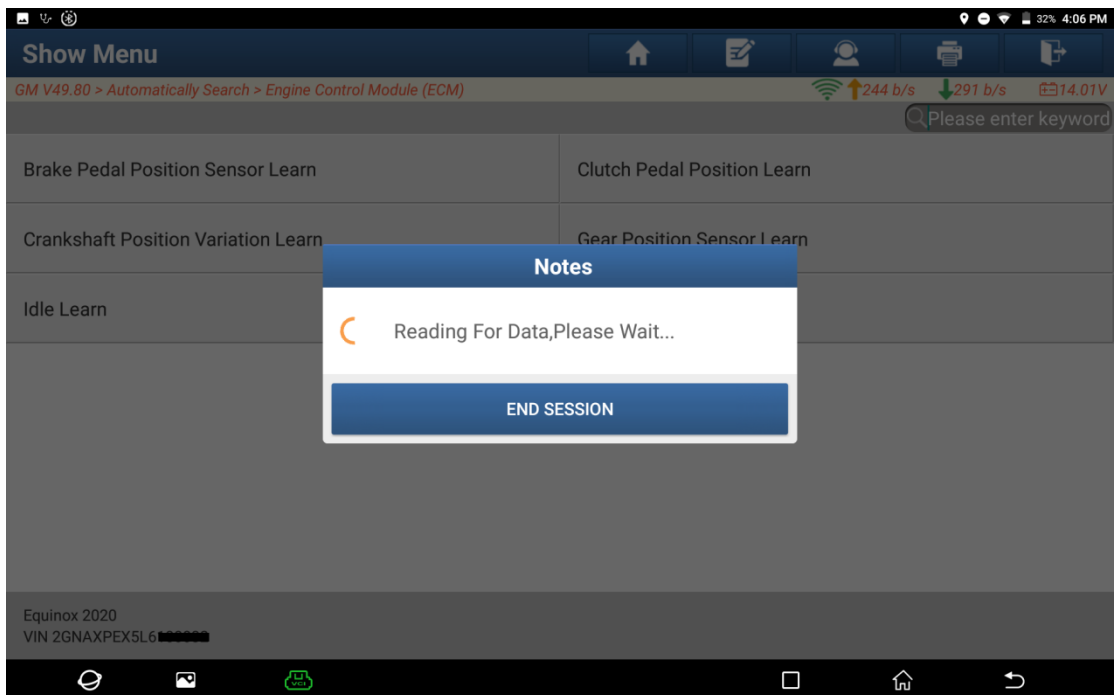 32% 4:06 PM
Show Menu
GM V49.80 > Automatically Search > Engine Control Module (ECM)
244 b/s 291 b/s 14.01V
Please enter keyword
Brake Pedal Position Sensor Learn
Clutch Pedal Position Learn
Crankshaft Position Variation Learn
Gear Position Sensor Learn
Idle Learn
Notes
Reading For Data,Please Wait...
END SESSION
Equinox 2020
VIN 2GNAXPEX5L6
VCI